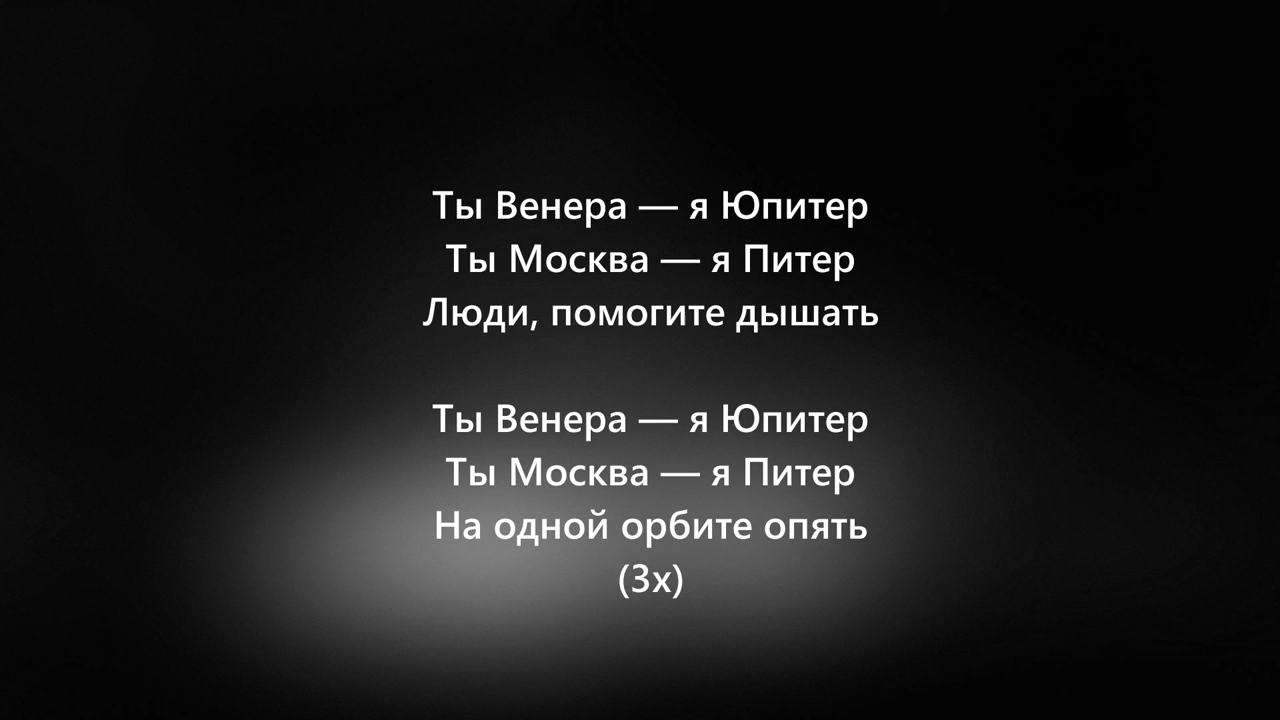 Ты Венера — я Юпитер
Ты Москва — я Питер
Люди, помогите дышать
Ты Венера — я Юпитер
Ты Москва — я Питер
На одной орбите опять
(3x)